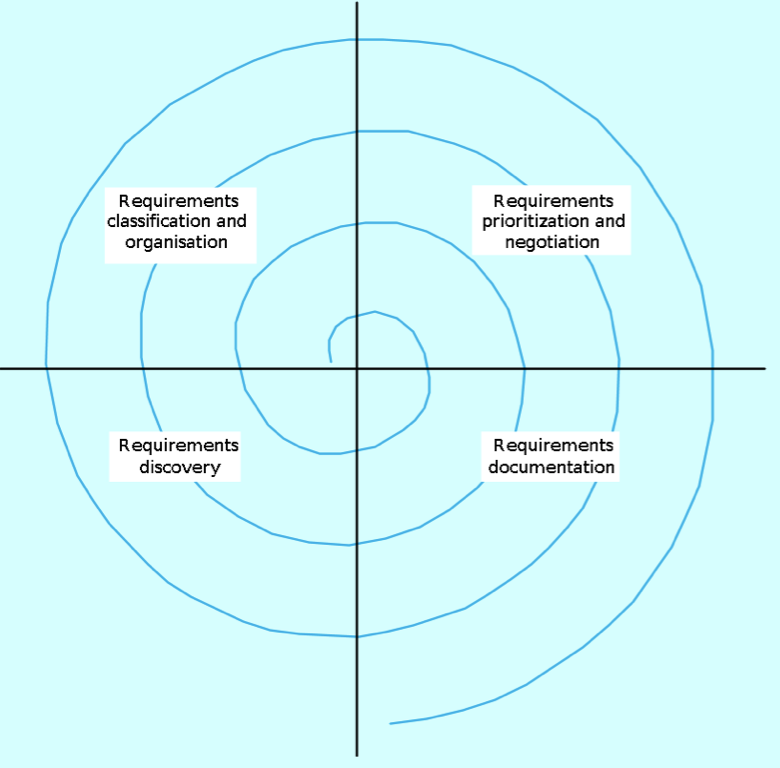 Requirements
classification and
organisation
Requirements
prioritization and
negotiation
Requirements
discovery
Requirements
documentation